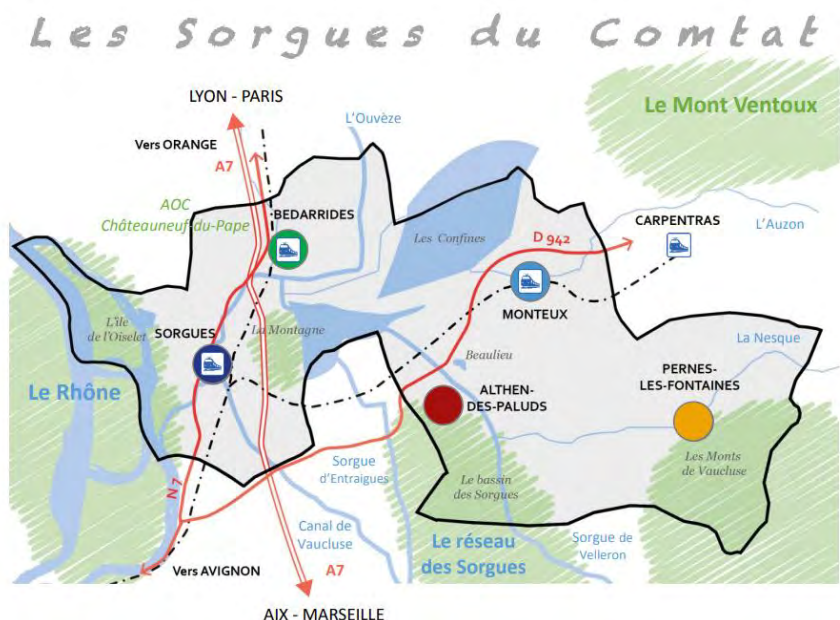 Les Sorgues du Comtat
LYON - PARIS
L'Ouvèze
Le Mont Ventoux
Vers ORANGE
A7
AOC
Châteauneuf-du-Pape
BEDARRIDES
Les Confines
D 942
CARPENTRAS
L'Auzon
L'île
de l'Oiselet
SORGUES
La Montagne
MONTEUX
Le Rhône
Beaulieu
La Nesque
ALTHEN-
DES-PALUDS
PERNES-
LES-FONTAINES
N 7
Sorgue
d'Entraigues
Le bassin
des Sorgues
Les Monts
de Vaucluse
Canal de
Vaucluse
Le réseau
des Sorgues
Sorgue de
Velleron
Vers AVIGNON
A7
AIX - MARSEILLE